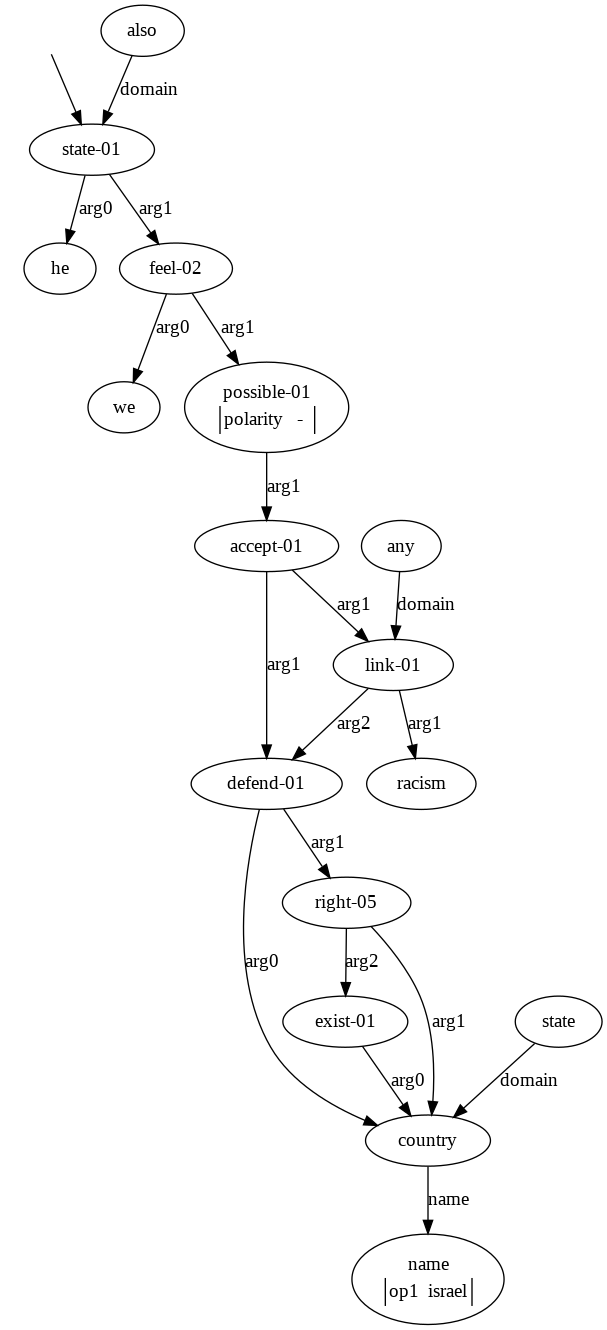 also
domain
state-01
arg0 arg1
he feel-02
arg0 arg1
possible-01
we
polarity -
arg1
accept-01 any
arg1 domain
arg1 link-01
arg2 arg1
defend-01 racism
arg1
right-05
arg0 arg2
exist-01 arg1 state
arg0 domain
country
name
name
op1 israel